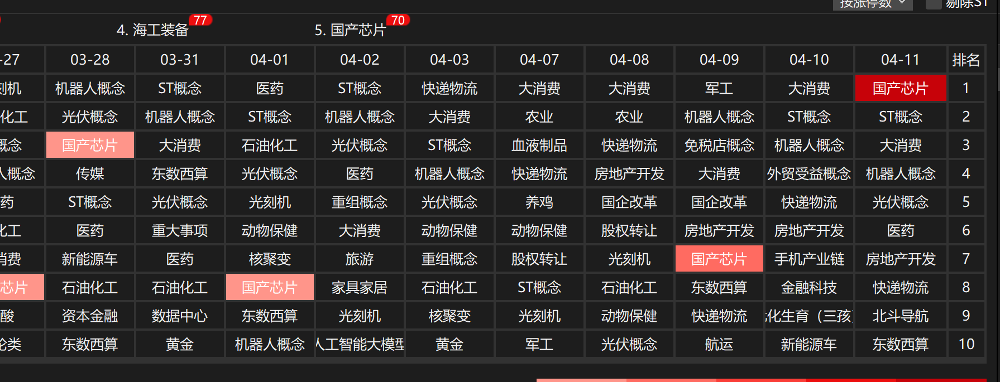 按涨停数 剔除ST
4. 海工装备 77 5. 国产芯片 70
-27 03-28 03-31 04-01 04-02 04-03 04-07 04-08 04-09 04-10 04-11 排名
刻机 机器人概念 ST概念 医药 ST概念 快递物流 大消费 大消费 军工 大消费 国产芯片 1
化工 光伏概念 机器人概念 ST概念 机器人概念 大消费 农业 农业 机器人概念 ST概念 ST概念 2
概念 国产芯片 大消费 石油化工 光伏概念 ST概念 血液制品 快递物流 免税店概念 机器人概念 大消费 3
人概念 传媒 东数西算 光伏概念 医药 机器人概念 快递物流 房地产开发 大消费 外贸受益概念 机器人概念 4
药 ST概念 光伏概念 光刻机 重组概念 光伏概念 养鸡 国企改革 国企改革 快递物流 光伏概念 5
化工 医药 重大事项 动物保健 大消费 动物保健 动物保健 股权转让 房地产开发 房地产开发 医药 6
消费 新能源车 医药 核聚变 旅游 重组概念 股权转让 光刻机 国产芯片 手机产业链 房地产开发 7
芯片 石油化工 石油化工 国产芯片 家具家居 石油化工 ST概念 石油化工 东数西算 金融科技 快递物流 8
酸 资本金融 数据中心 东数西算 光刻机 核聚变 光刻机 动物保健 快递物流 化生育（三孩） 北斗导航 9
论类 东数西算 黄金 机器人概念 人工智能大模型 黄金 军工 光伏概念 航运 新能源车 东数西算 10